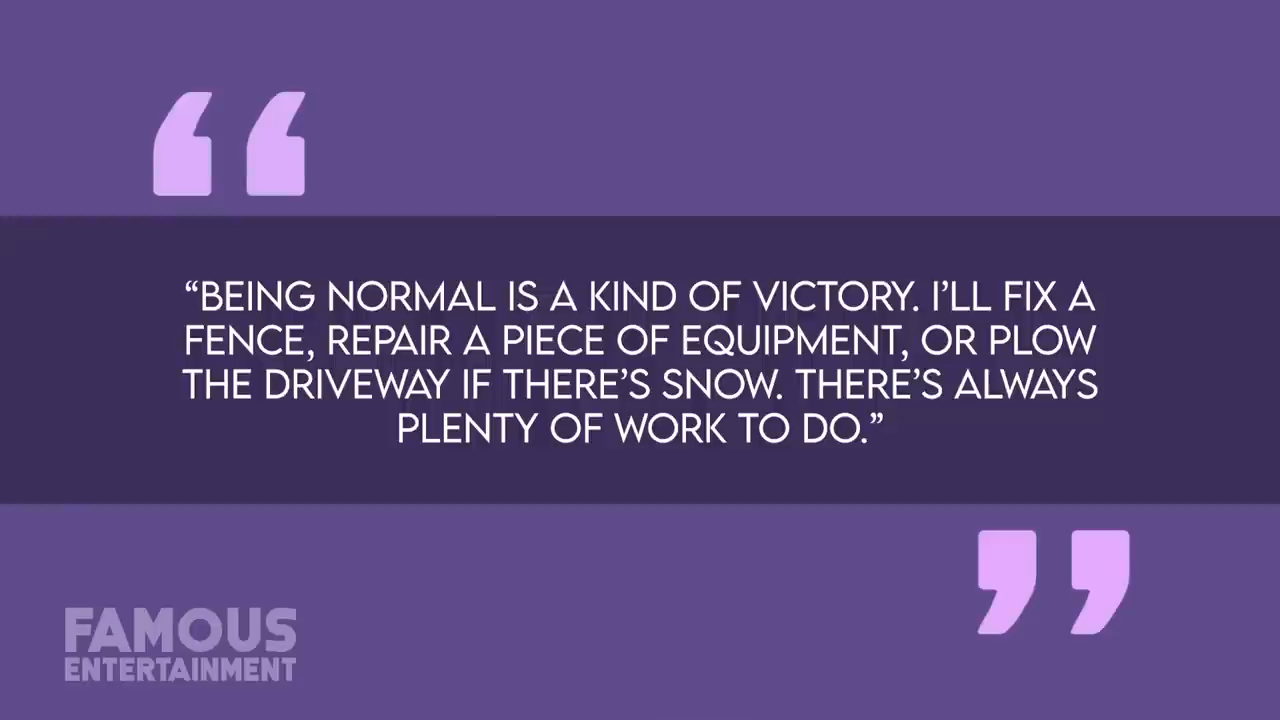 “BEING NORMAL IS A KIND OF VICTORY. I’LL FIX A
FENCE, REPAIR A PIECE OF EQUIPMENT, OR PLOW
THE DRIVEWAY IF THERE’S SNOW. THERE’S ALWAYS
PLENTY OF WORK TO DO.”
FAMOUS
ENTERTAINMENT